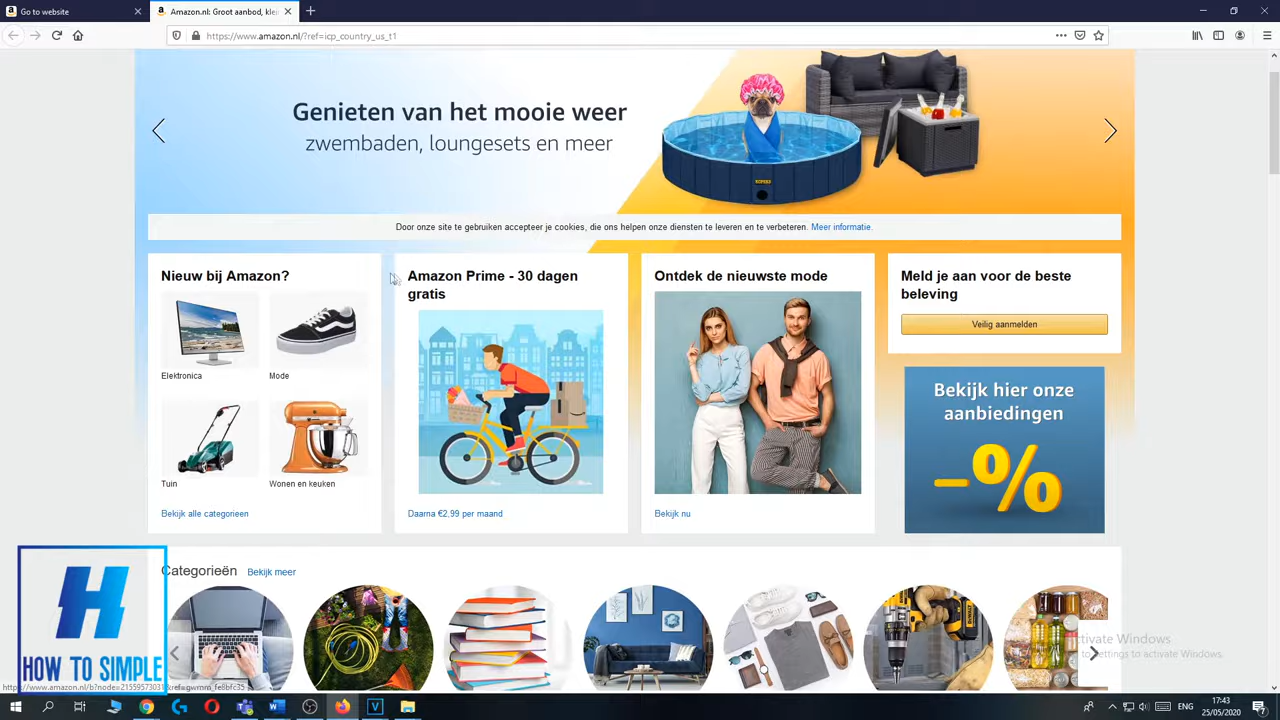 Go to website
Amazon.nl: Groot aanbod, klei
https://www.amazon.nl/?ref=icp_country_us_t1
Genieten van het mooie weer
zwembaden, loungesets en meer
Door onze site te gebruiken accepteer je cookies, die ons helpen onze diensten te leveren en te verbeteren. Meer informatie.
Nieuw bij Amazon?
Elektronica
Mode
Tuin
Wonen en keuken
Bekijk alle categorieen
Amazon Prime - 30 dagen
gratis
Daarna €2,99 per maand
Ontdek de nieuwste mode
Bekijk nu
Meld je aan voor de beste
beleving
Veilig aanmelden
Bekijk hier onze
aanbiedingen
-%
Categorieën Bekijk meer
H
HOW TO SIMPLE
ctivate Windows
to Settings to activate Windows.
ENG
17:43
25/05/2020